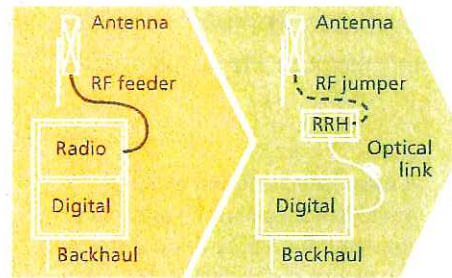 Antenna
RF feeder
Radio
Digital
Backhaul
Antenna
RF jumper
RRH
Optical
link
Digital
Backhaul